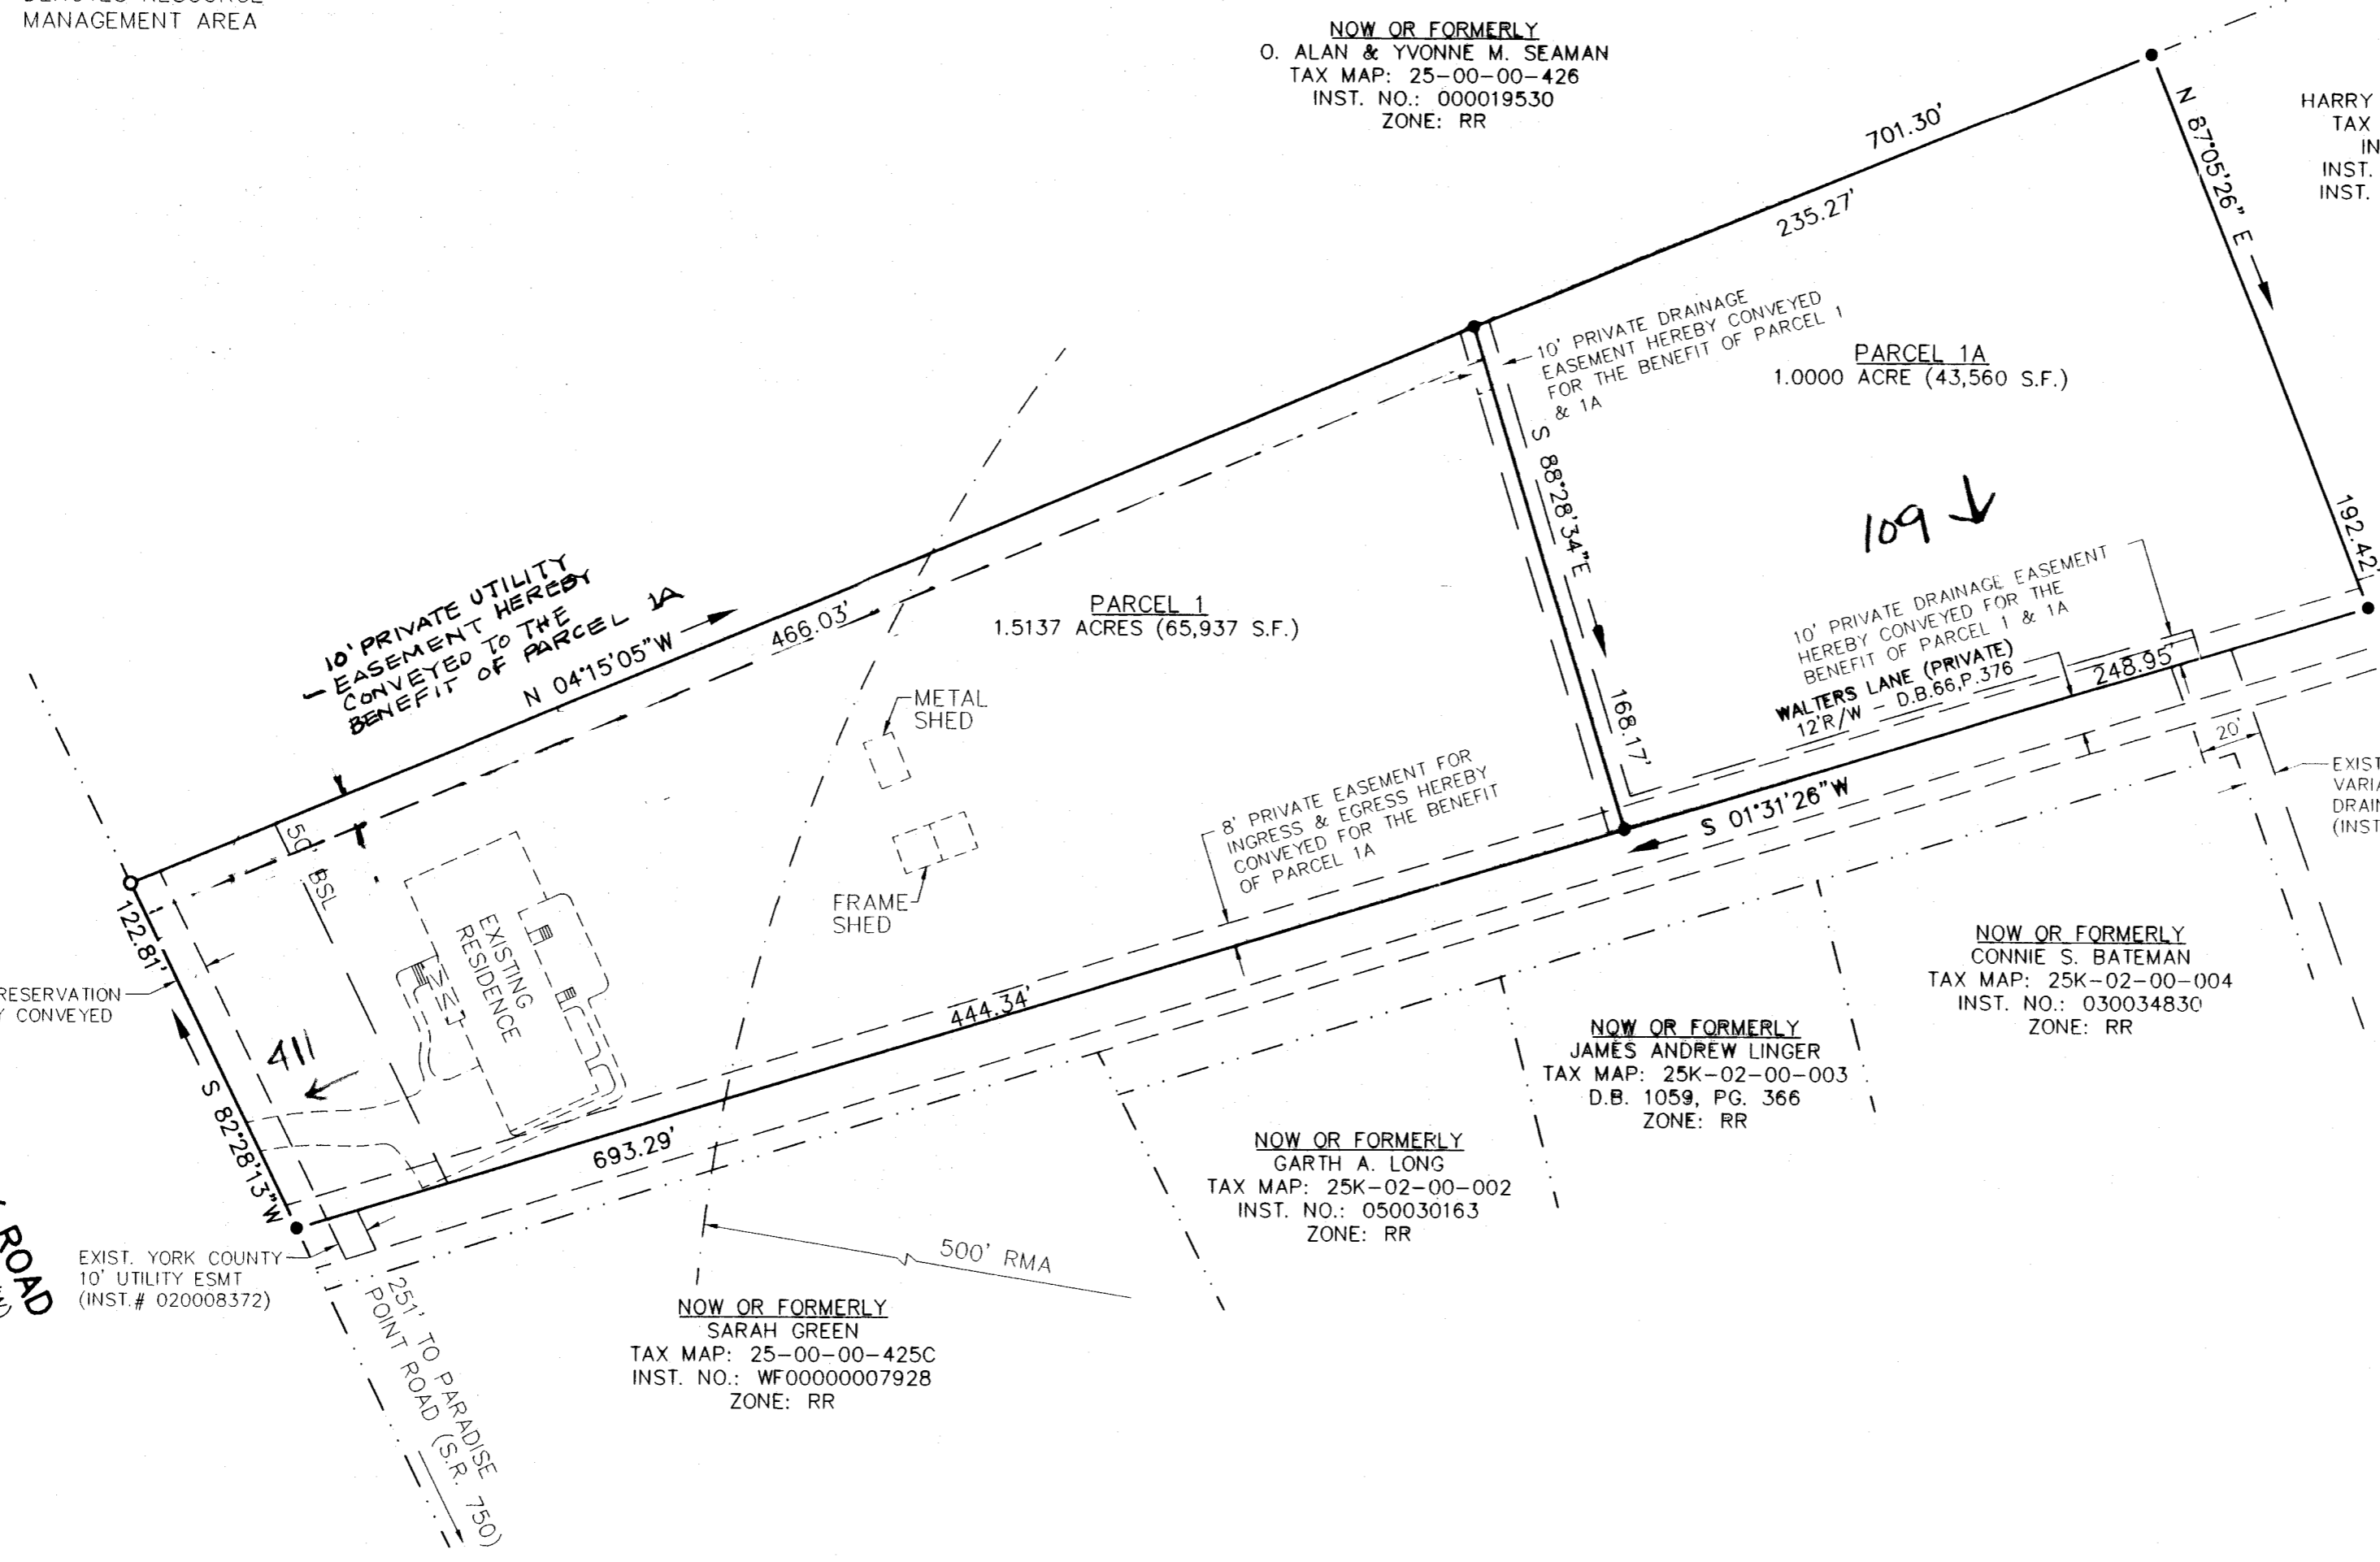 MANAGEMENT AREA
NOW OR FORMERLY
O. ALAN & YVONNE M. SEAMAN
TAX MAP: 25-00-00-426
INST. NO.: 000019530
ZONE: RR
701.30'
235.27'
N 87°05'26" E
192.42'
HARRY
TAX
IN
INST.
INST.
10' PRIVATE DRAINAGE
EASEMENT HEREBY CONVEYED
FOR THE BENEFIT OF PARCEL 1
& 1A
PARCEL 1A
1.0000 ACRE (43,560 S.F.)
S 88°28'34"E
168.17'
109
10' PRIVATE DRAINAGE EASEMENT
HEREBY CONVEYED FOR THE
BENEFIT OF PARCEL 1 & 1A
WALTERS LANE (PRIVATE)
12'R/W - D.B.66,P.376
248.95'
20'
S 01°31'26"W
EXIST
VARIA
DRAIN
(INST
10' PRIVATE UTILITY
EASEMENT HEREBY
CONVEYED TO THE
BENEFIT OF PARCEL 1A
N 04°15'05"W
466.03'
PARCEL 1
1.5137 ACRES (65,937 S.F.)
METAL
SHED
FRAME
SHED
8' PRIVATE EASEMENT FOR
INGRESS & EGRESS HEREBY
CONVEYED FOR THE BENEFIT
OF PARCEL 1A
50' BSL
EXISTING
RESIDENCE
122.81'
RESERVATION
CONVEYED
411
S 82°28'13"W
444.34'
693.29'
ROAD
EXIST. YORK COUNTY
10' UTILITY ESMT
(INST.# 020008372)
251' TO PARADISE
POINT ROAD (S.R. 750)
500' RMA
NOW OR FORMERLY
SARAH GREEN
TAX MAP: 25-00-00-425C
INST. NO.: WF00000007928
ZONE: RR
NOW OR FORMERLY
GARTH A. LONG
TAX MAP: 25K-02-00-002
INST. NO.: 050030163
ZONE: RR
NOW OR FORMERLY
JAMES ANDREW LINGER
TAX MAP: 25K-02-00-003
D.B. 1059, PG. 366
ZONE: RR
NOW OR FORMERLY
CONNIE S. BATEMAN
TAX MAP: 25K-02-00-004
INST. NO.: 030034830
ZONE: RR